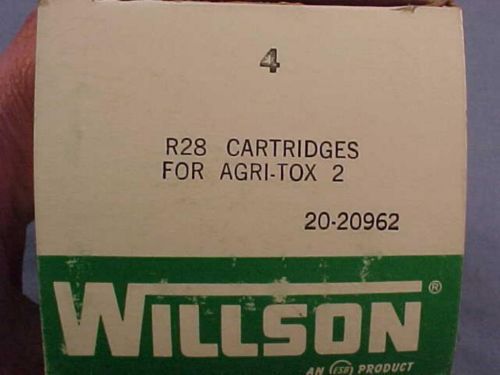 4
R28 CARTRIDGES
FOR AGRI-TOX 2
20-20962
WILLSON®
AN ESB PRODUCT